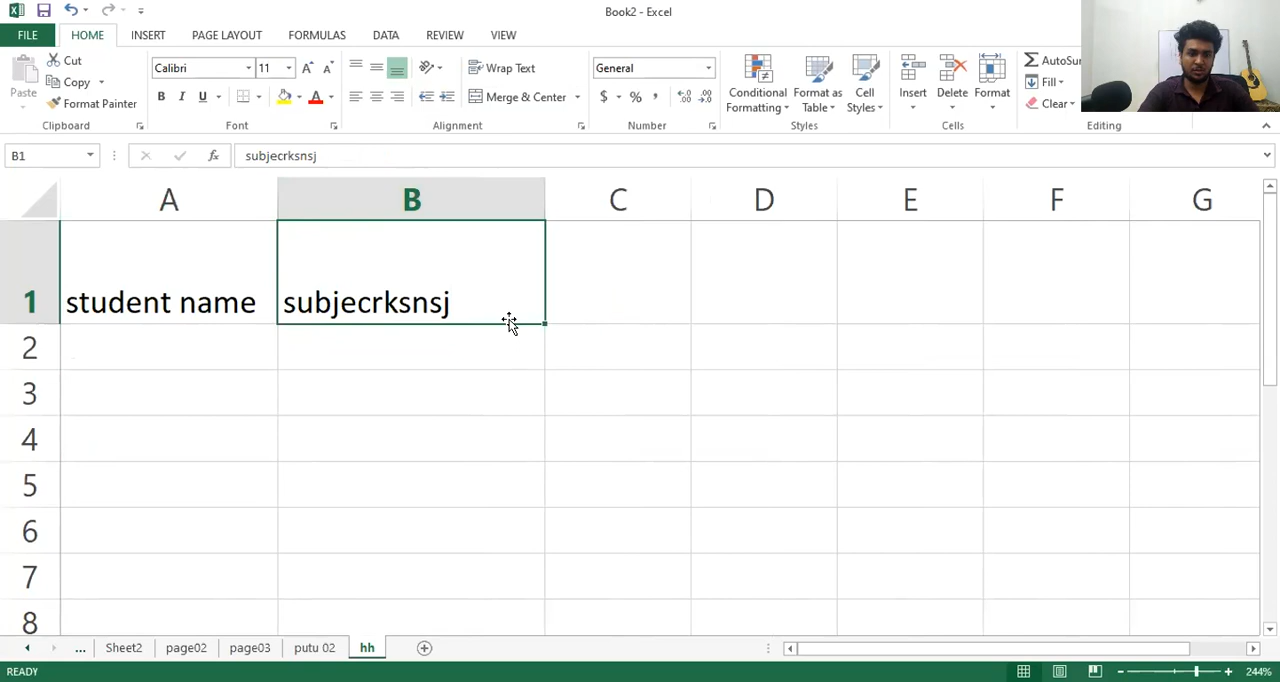 Book2 - Excel
FILE HOME INSERT PAGE LAYOUT FORMULAS DATA REVIEW VIEW
Paste
Cut
Copy
Format Painter
Clipboard
Calibri 11
B I U
Font
Wrap Text
Merge & Center
Alignment
General
$ % ,
Number
Conditional Formatting
Format as Table
Cell Styles
Styles
Insert Delete Format
Cells
AutoSu
Fill
Clear
Editing
B1 fx subjecrksnsj
A B C D E F G
1 student name subjecrksnsj
2
3
4
5
6
7
8
... Sheet2 page02 page03 putu 02 hh
READY 244%